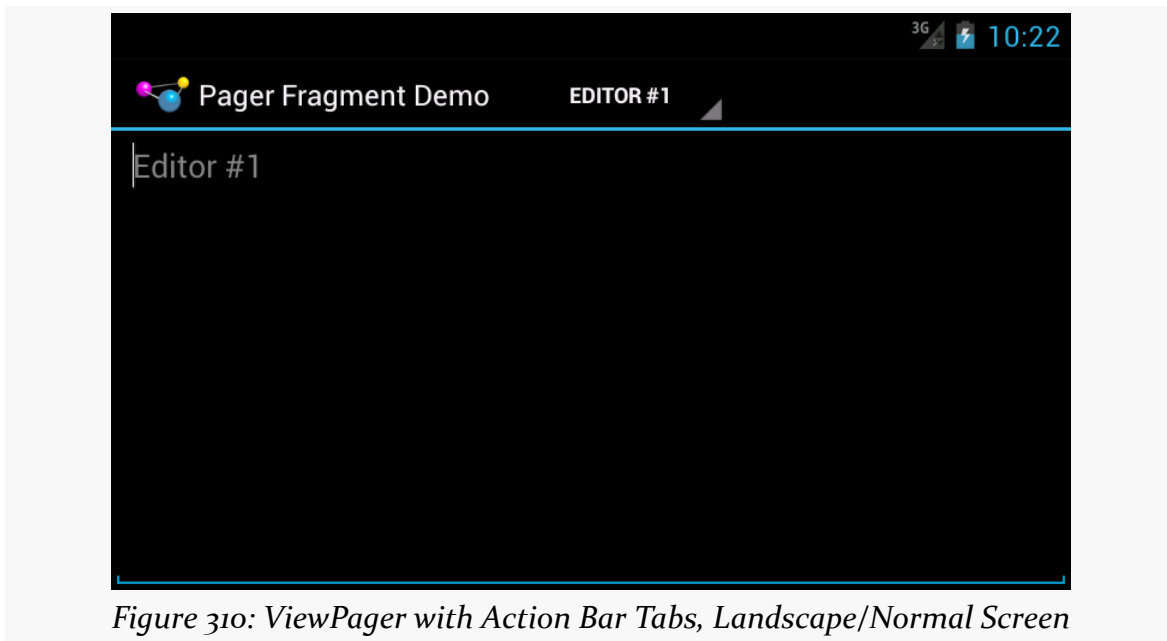 3G 10:22
Pager Fragment Demo EDITOR #1
Editor #1
Figure 310: ViewPager with Action Bar Tabs, Landscape/Normal Screen